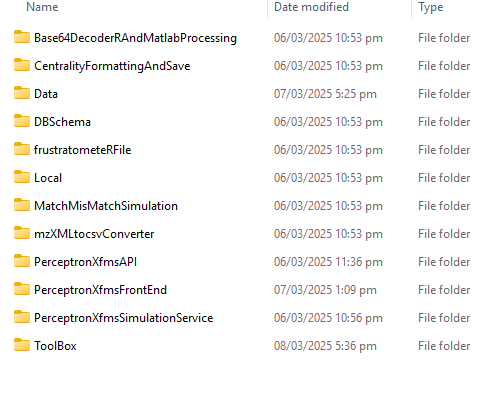 Name Date modified Type
Base64DecoderRAndMatlabProcessing 06/03/2025 10:53 pm File folder
CentralityFormattingAndSave 06/03/2025 10:53 pm File folder
Data 07/03/2025 5:25 pm File folder
DBSchema 06/03/2025 10:53 pm File folder
frustratometeRFile 06/03/2025 10:53 pm File folder
Local 06/03/2025 10:53 pm File folder
MatchMisMatchSimulation 06/03/2025 10:53 pm File folder
mzXMLtocsvConverter 06/03/2025 10:53 pm File folder
PerceptronXfmsAPI 06/03/2025 11:36 pm File folder
PerceptronXfmsFrontEnd 07/03/2025 1:09 pm File folder
PerceptronXfmsSimulationService 06/03/2025 10:56 pm File folder
ToolBox 08/03/2025 5:36 pm File folder